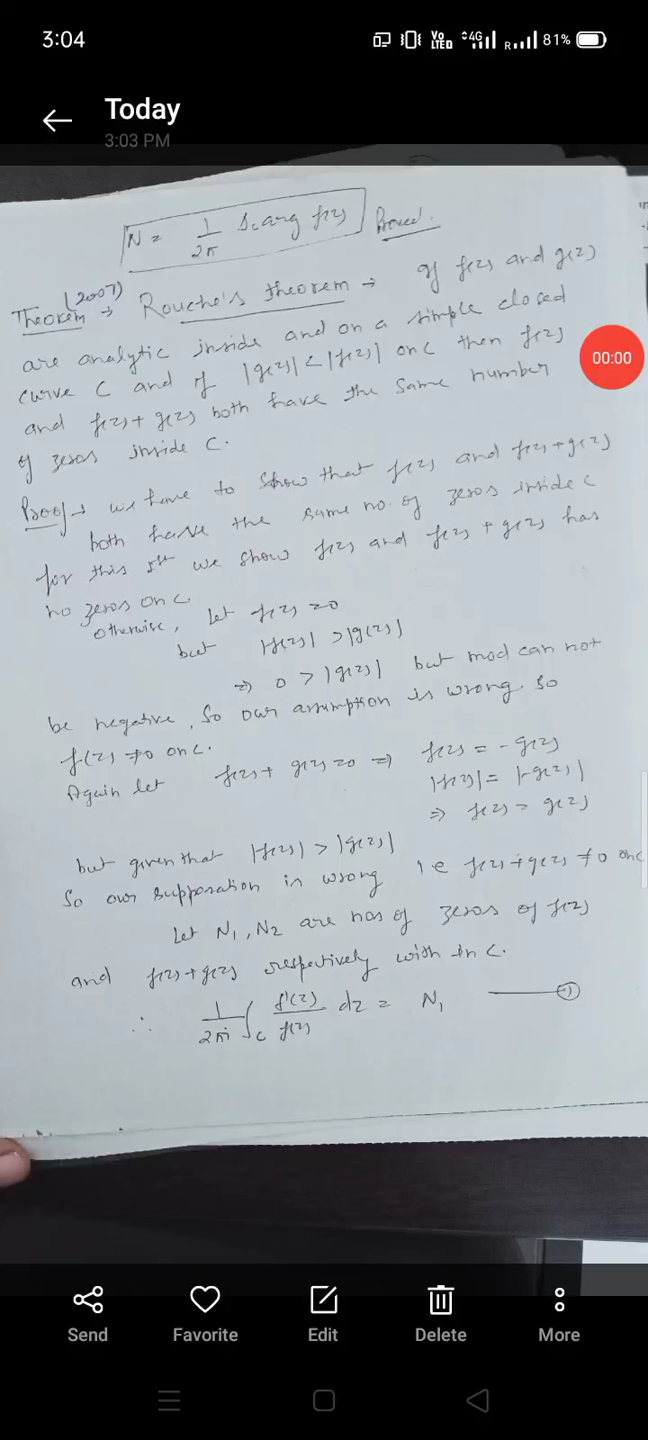 3:04
Vo LTED 4G R 81%
Today
3:03 PM
N = 1/2π Δc arg f(z) Proved.
(2007)
Theorem → Rouche's theorem → If f(z) and g(z)
are analytic inside and on a simple closed
curve C and if |g(z)| < |f(z)| on C then f(z)
and f(z) + g(z) both have the same number
of zeros inside C.
00:00
Proof → we have to show that f(z) and f(z) + g(z)
both have the same no. of zeros inside C
for this 1st we show f(z) and f(z) + g(z) has
no zeros on C.
otherwise, Let f(z) = 0
but |f(z)| > |g(z)|
⇒ 0 > |g(z)| but mod can not
be negative, So our assumption is wrong. So
f(z) ≠ 0 on C.
Again let f(z) + g(z) = 0 ⇒ f(z) = - g(z)
|f(z)| = |-g(z)|
⇒ f(z) = g(z)
but given that |f(z)| > |g(z)|
So our supposation is wrong i.e f(z) + g(z) ≠ 0 on C
Let N₁, N₂ are nos of zeros of f(z)
and f(z) + g(z) respectively with in C.
∴ 1/2πi ∫C f'(z)/f(z) dz = N₁ —①
Send Favorite Edit Delete More